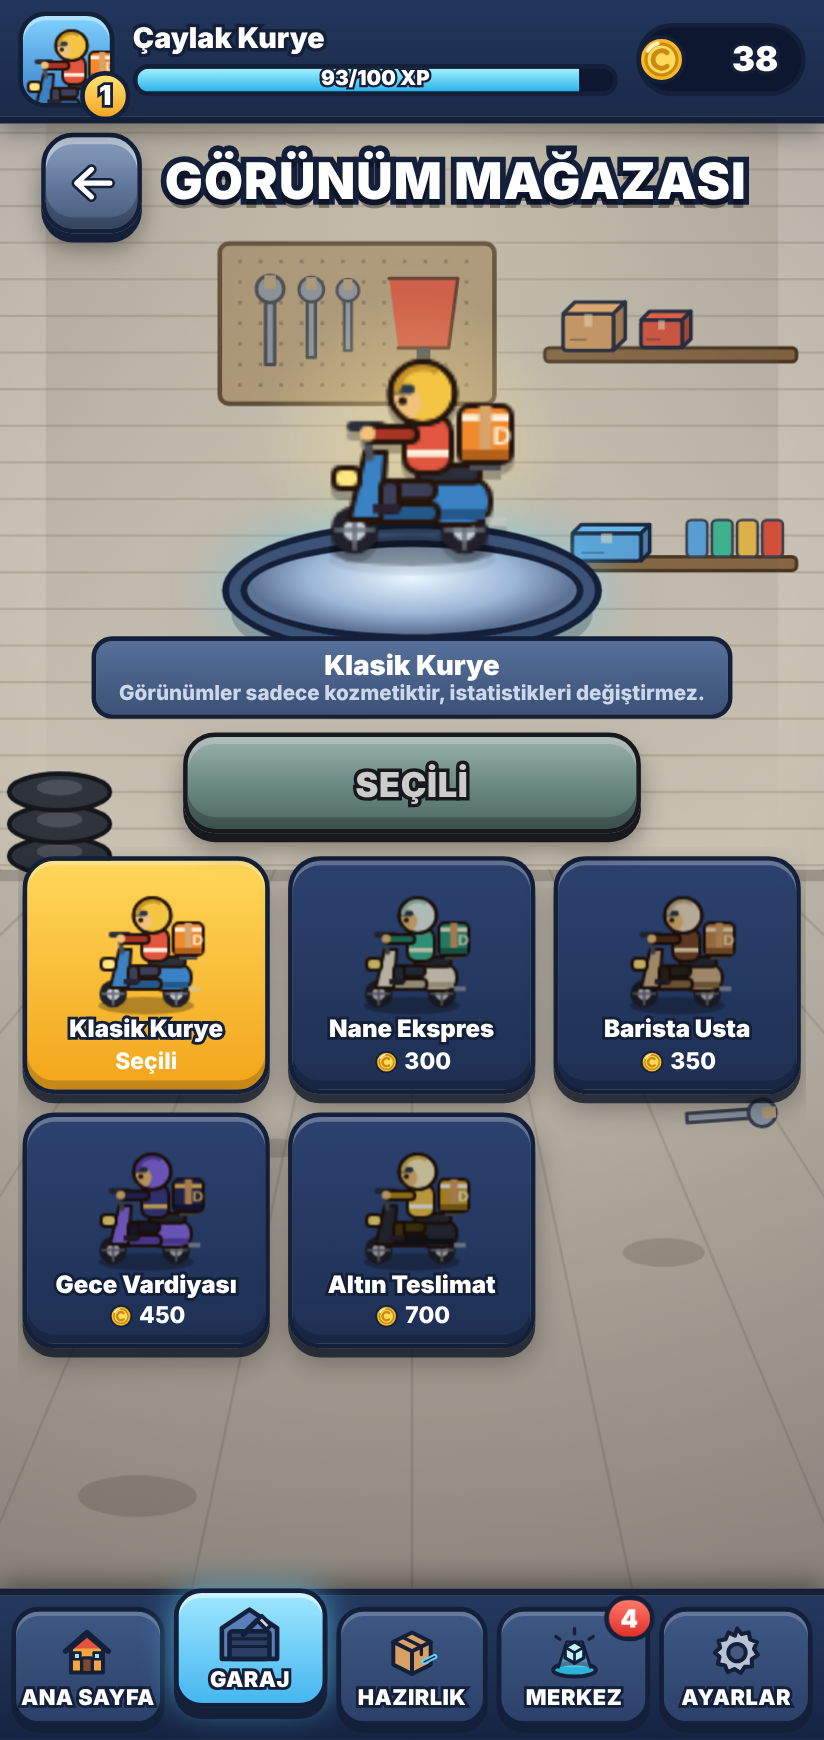 Çaylak Kurye
93/100 XP
1
38
GÖRÜNÜM MAĞAZASI
D
Klasik Kurye
Görünümler sadece kozmetiktir, istatistikleri değiştirmez.
SEÇİLİ
D
Klasik Kurye
Seçili
D
Nane Ekspres
300
D
Barista Usta
350
D
Gece Vardiyası
450
D
Altın Teslimat
700
ANA SAYFA
GARAJ
HAZIRLIK
4
MERKEZ
AYARLAR